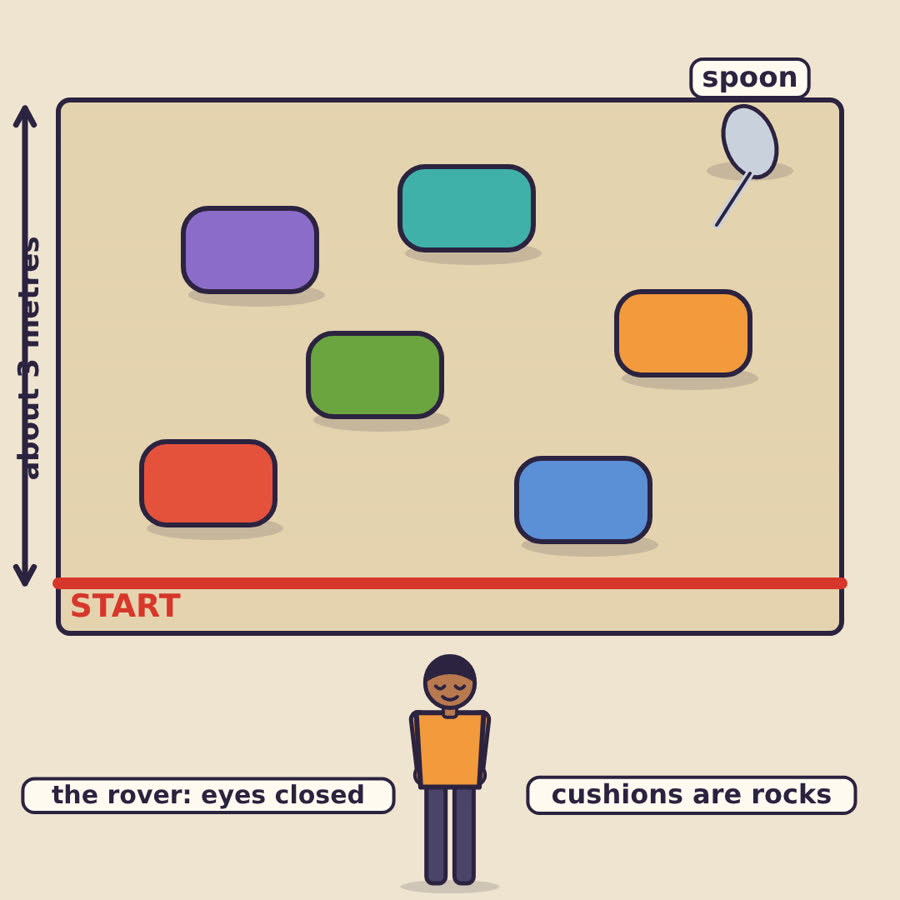 spoon
about 3 metres
START
the rover: eyes closed
cushions are rocks